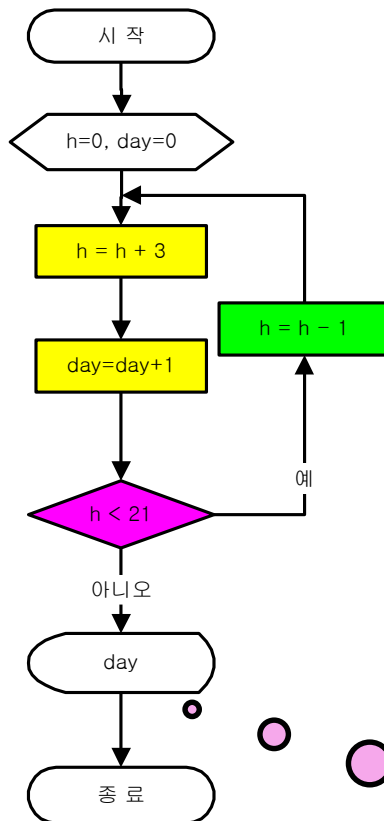 시 작
h=0, day=0
h = h + 3
h = h − 1
day=day+1
예
h < 21
아니오
day
종 료